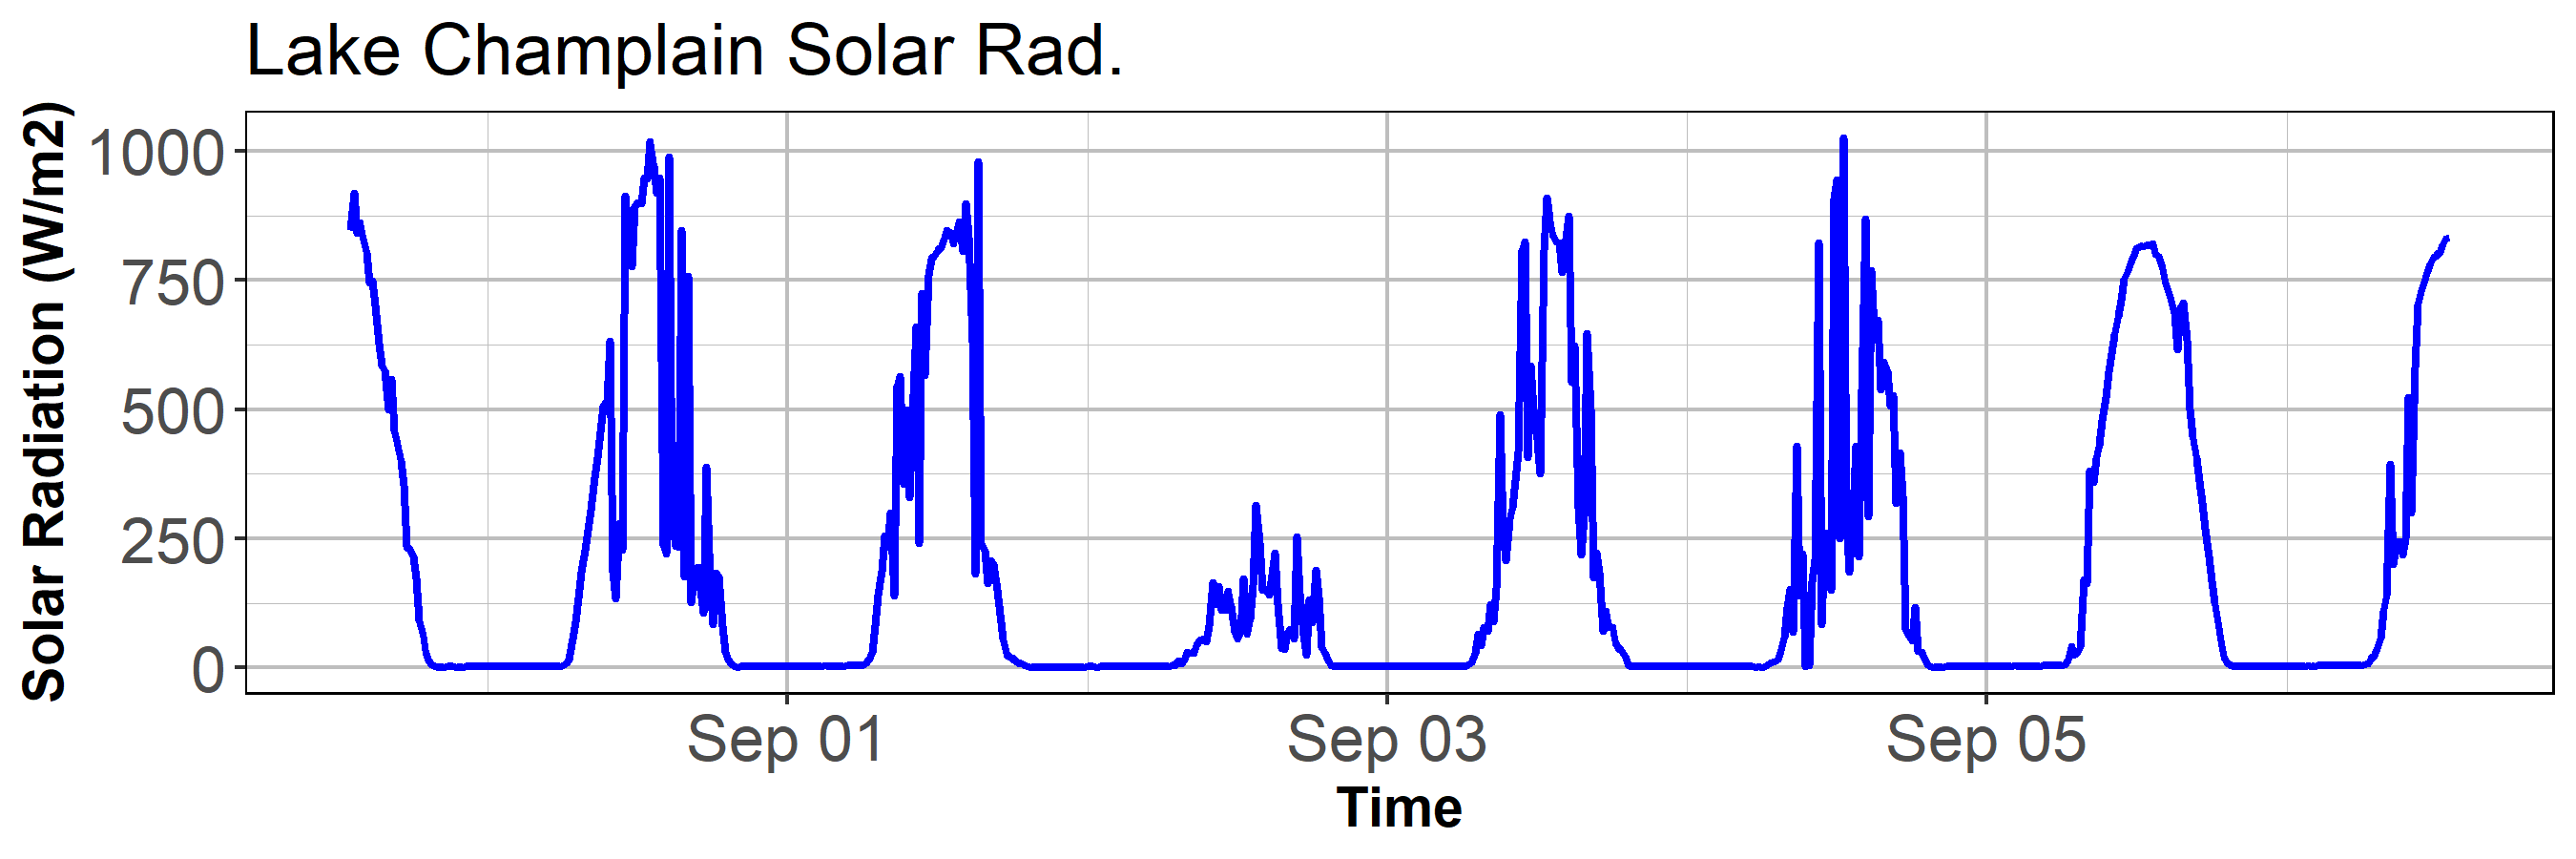 Lake Champlain Solar Rad.
Solar Radiation (W/m2)
1000
750
500
250
0
Sep 01
Sep 03
Sep 05
Time